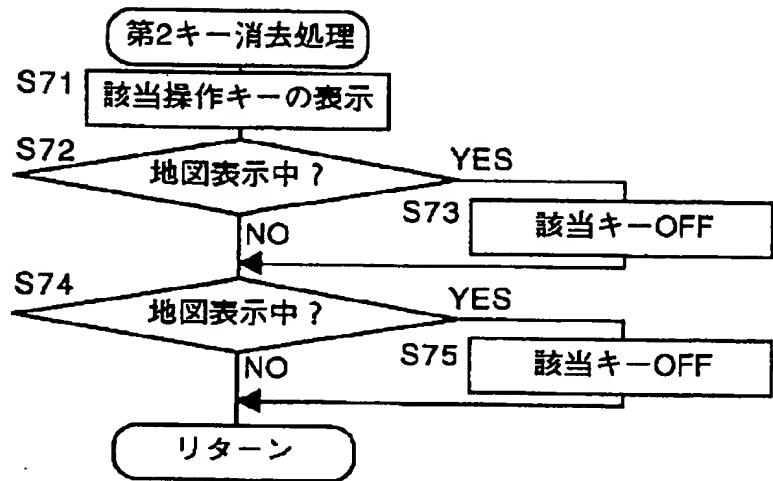 第2キー消去処理
S71
該当操作キーの表示
S72
地図表示中？
YES
S73
該当キーOFF
NO
S74
地図表示中？
YES
S75
該当キーOFF
NO
リターン